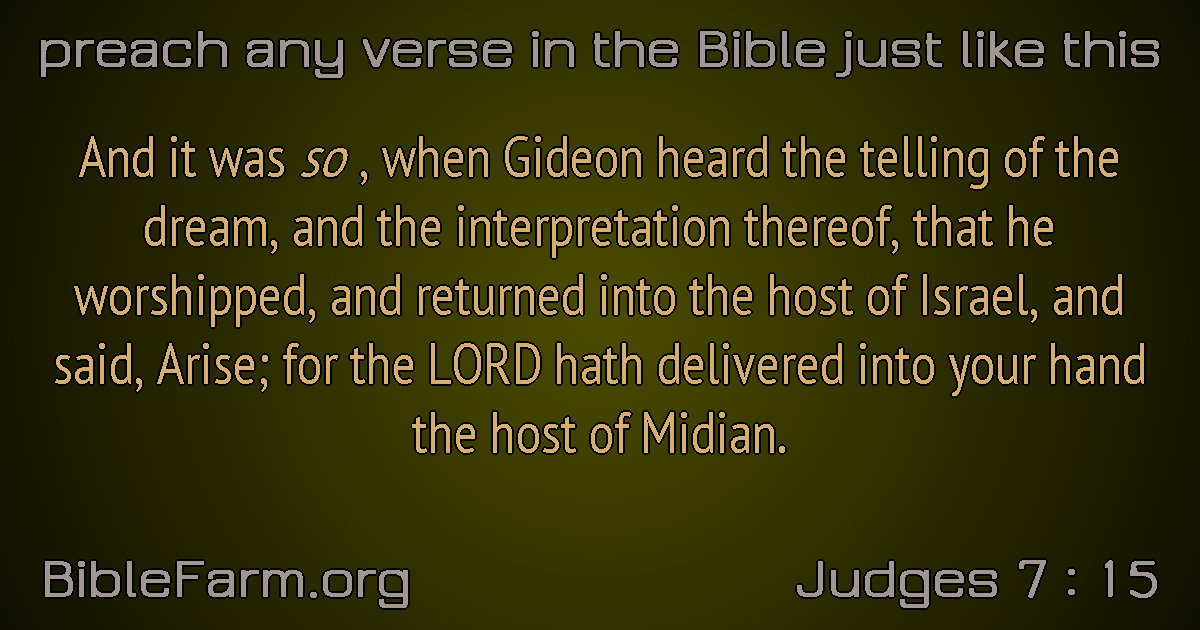 preach any verse in the Bible just like this
And it was so , when Gideon heard the telling of the
dream, and the interpretation thereof, that he
worshipped, and returned into the host of Israel, and
said, Arise; for the LORD hath delivered into your hand
the host of Midian.
BibleFarm.org
Judges 7 : 15